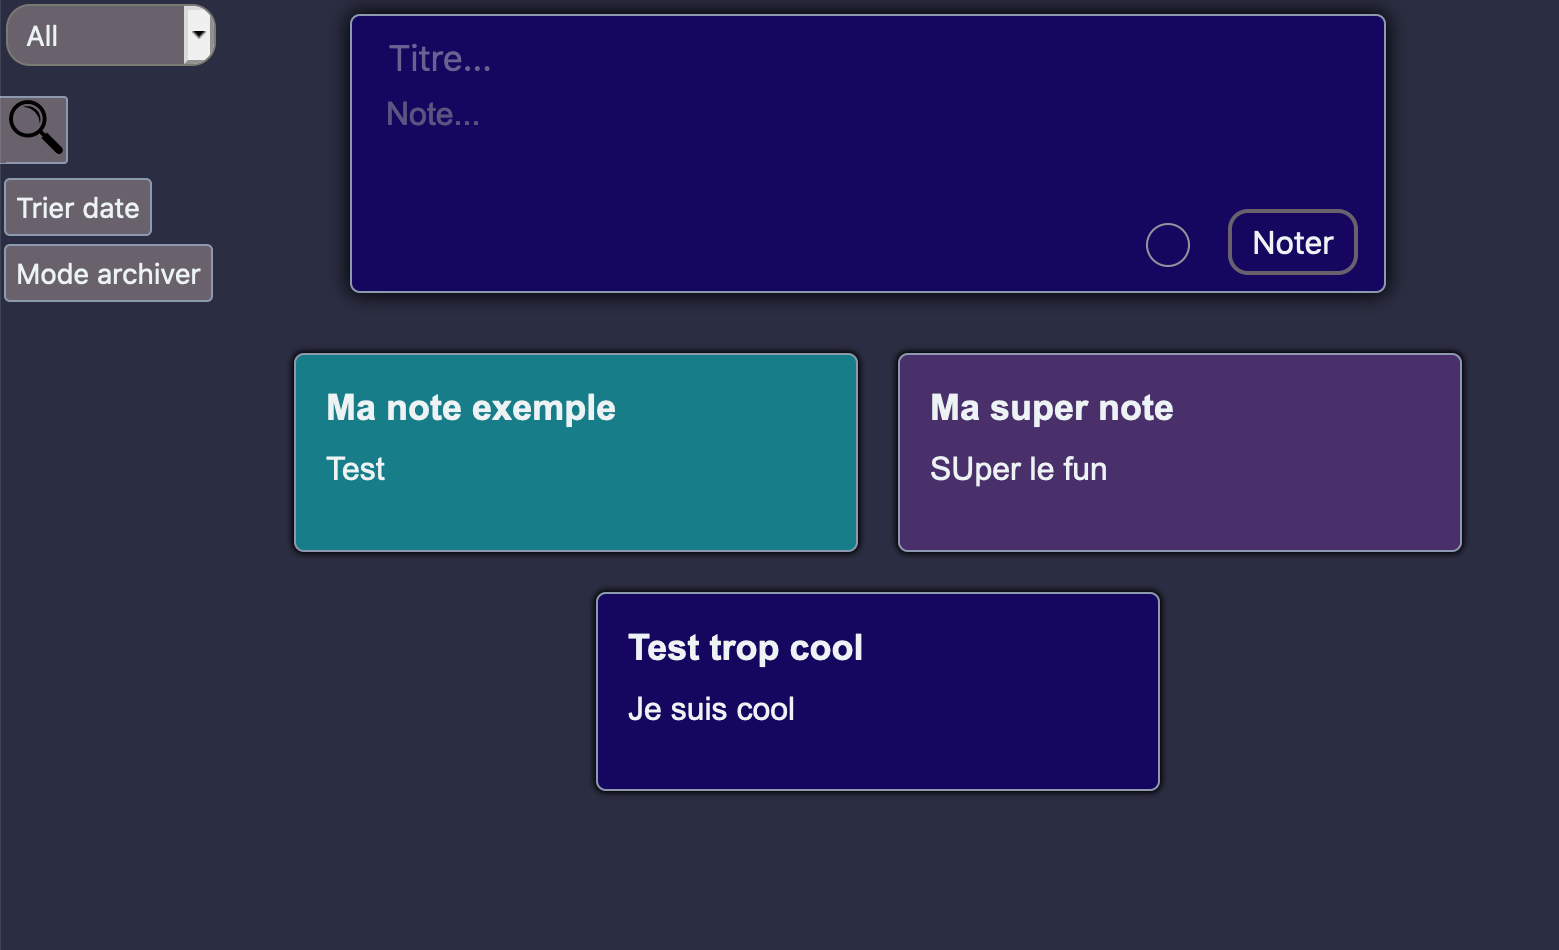 All
Trier date
Mode archiver
Titre...
Note...
Noter
Ma note exemple
Test
Ma super note
SUper le fun
Test trop cool
Je suis cool